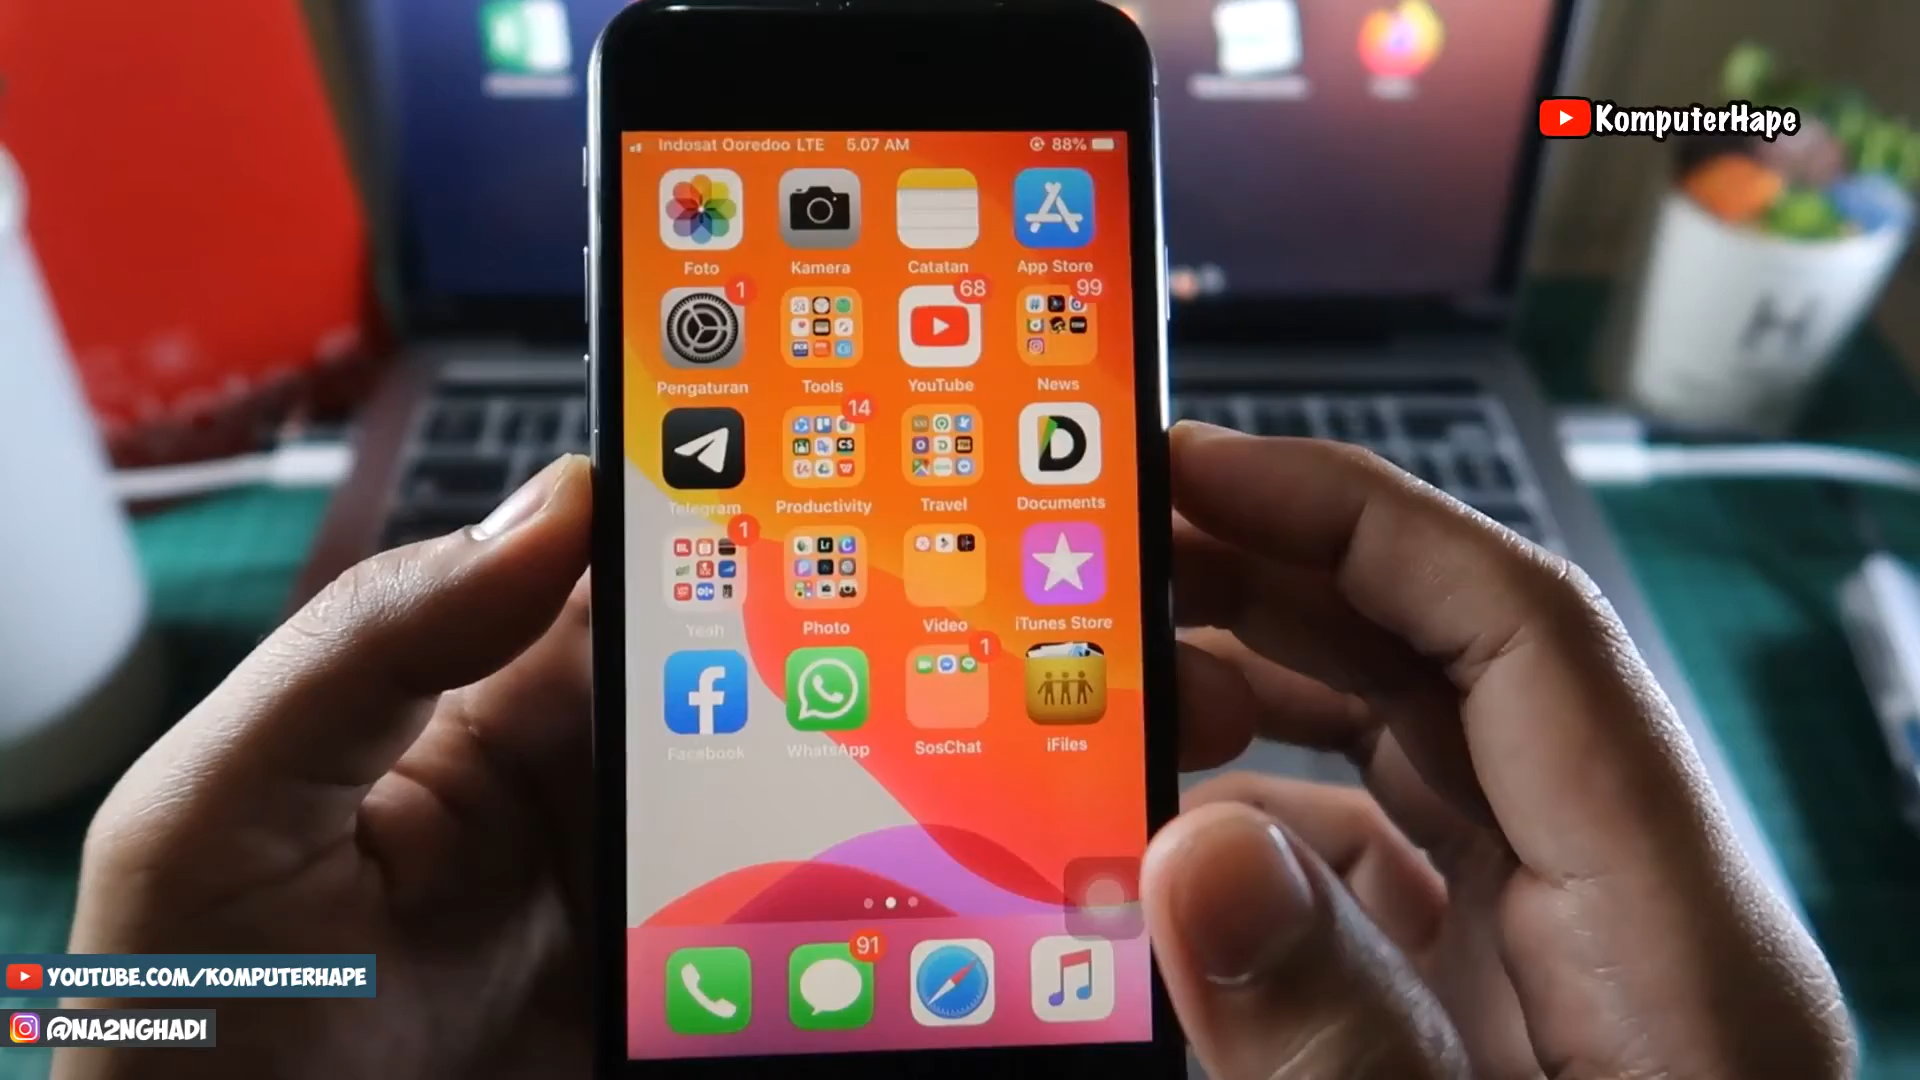 KomputerHape
Indosat Ooredoo LTE 5.07 AM 88%
Foto Kamera Catatan App Store
1 68 99
Pengaturan Tools YouTube News
14
Telegram Productivity Travel Documents
1
Yeah Photo Video iTunes Store
1
Facebook WhatsApp SosChat iFiles
91
YOUTUBE.COM/KOMPUTERHAPE
@NA2NGHADI